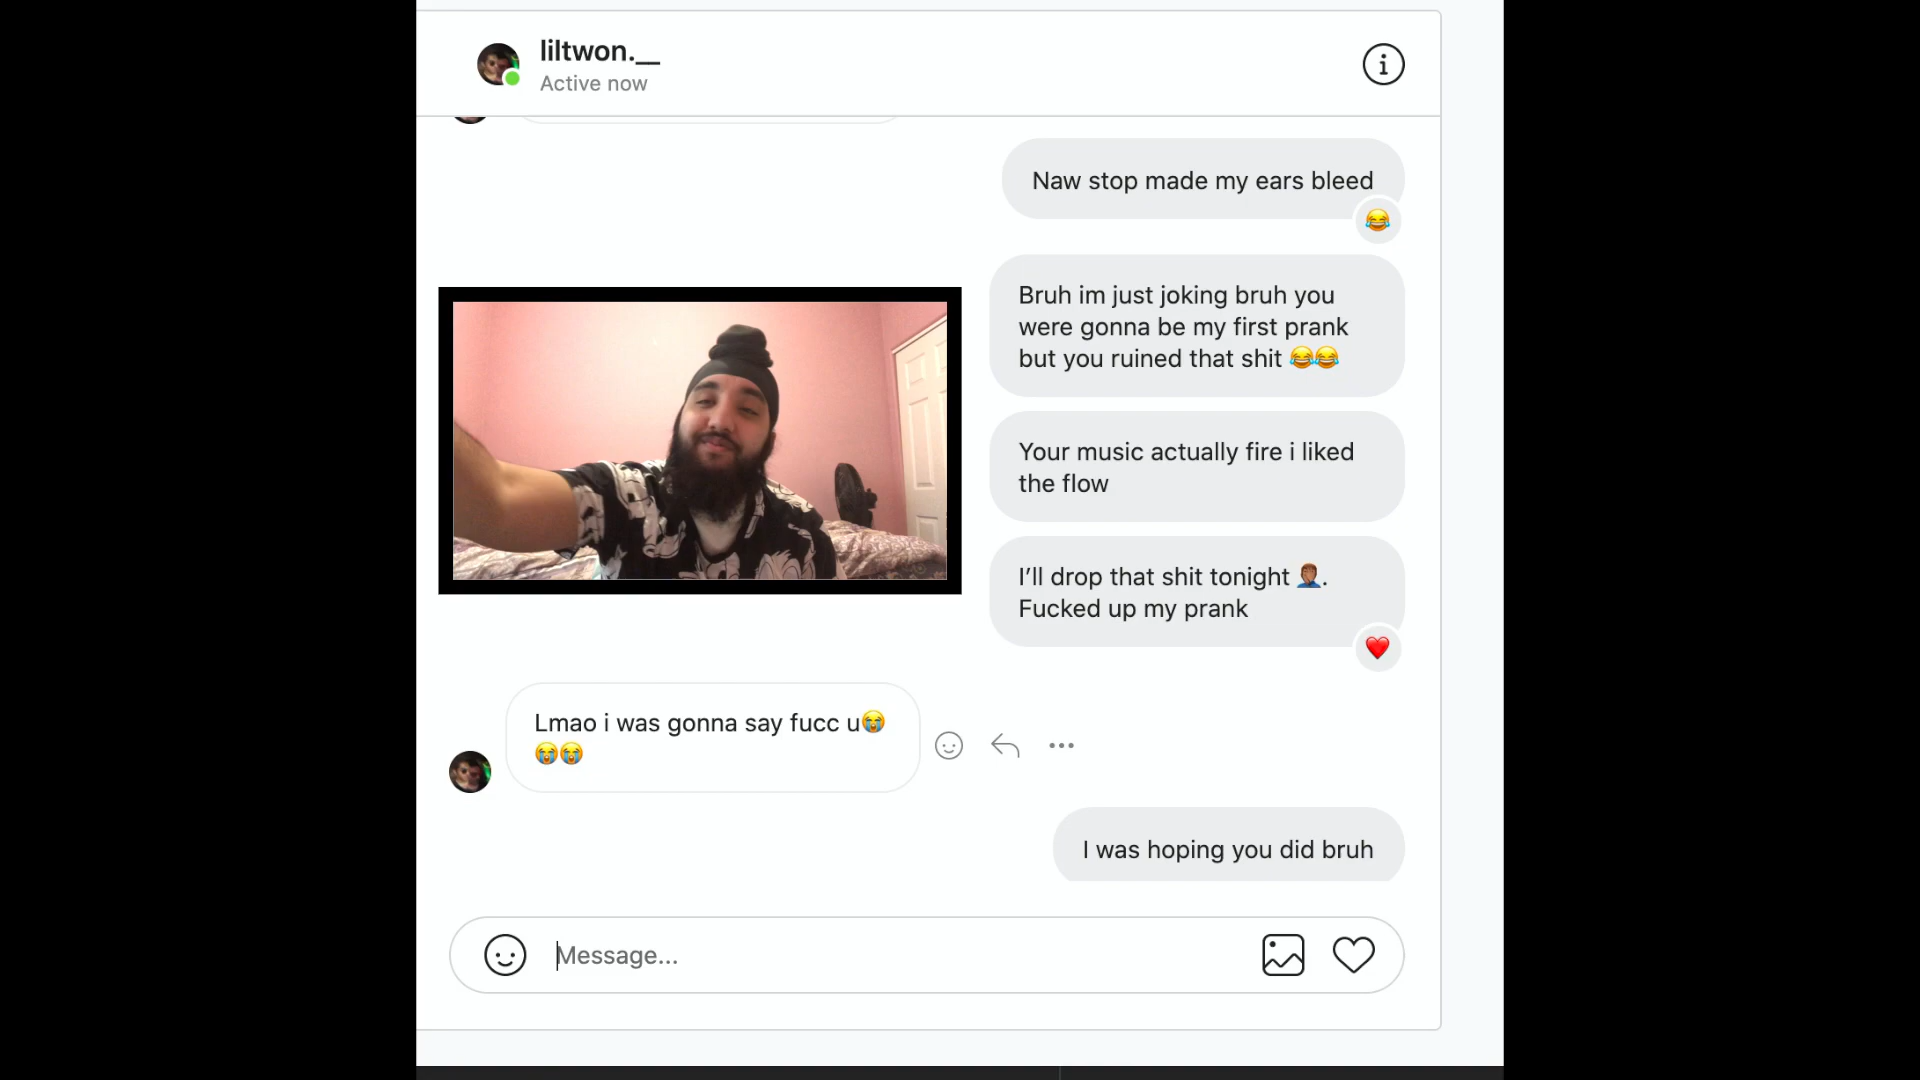 liltwon.__
Active now
Naw stop made my ears bleed
😂
Bruh im just joking bruh you
were gonna be my first prank
but you ruined that shit 😂😂
Your music actually fire i liked
the flow
I’ll drop that shit tonight 🤦🏾‍♂️.
Fucked up my prank
❤️
Lmao i was gonna say fucc u😭
😭😭
I was hoping you did bruh
Message...